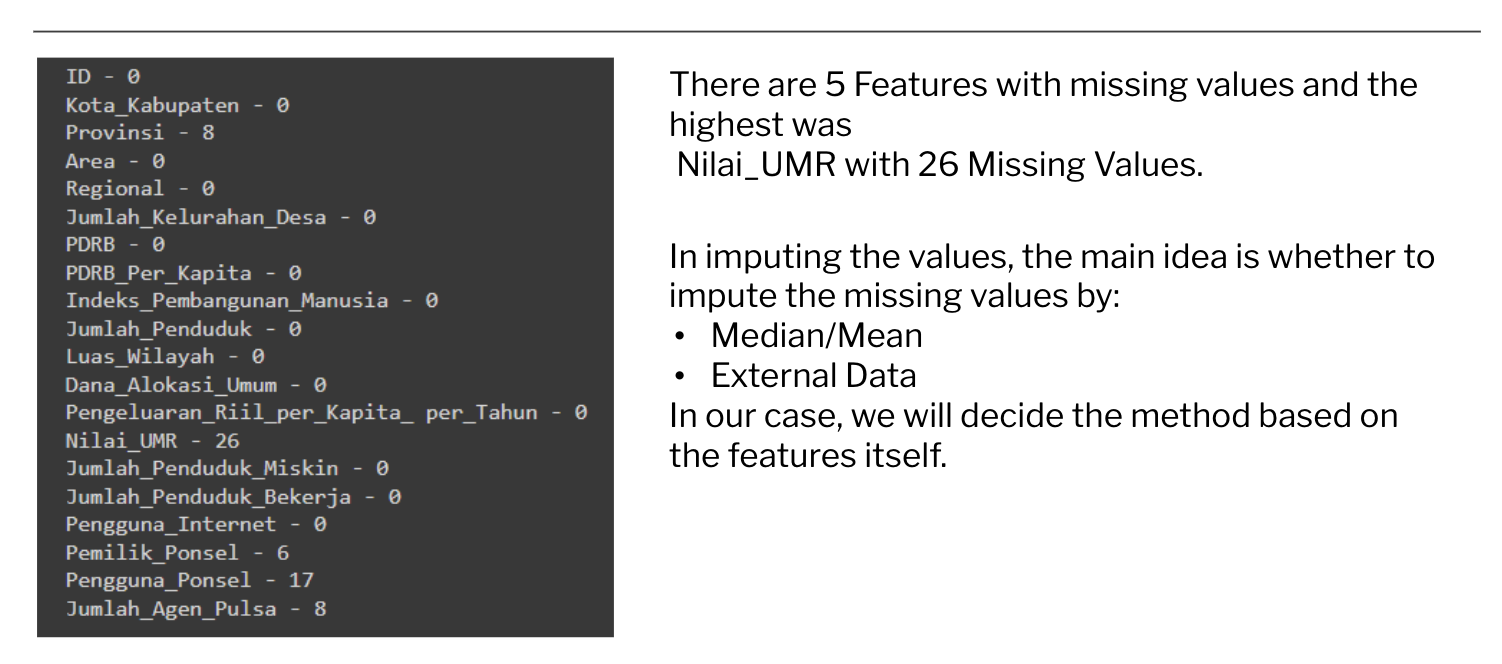 ID - 0
Kota_Kabupaten - 0
Provinsi - 8
Area - 0
Regional - 0
Jumlah_Kelurahan_Desa - 0
PDRB - 0
PDRB_Per_Kapita - 0
Indeks_Pembangunan_Manusia - 0
Jumlah_Penduduk - 0
Luas_Wilayah - 0
Dana_Alokasi_Umum - 0
Pengeluaran_Riil_per_Kapita_ per_Tahun - 0
Nilai_UMR - 26
Jumlah_Penduduk_Miskin - 0
Jumlah_Penduduk_Bekerja - 0
Pengguna_Internet - 0
Pemilik_Ponsel - 6
Pengguna_Ponsel - 17
Jumlah_Agen_Pulsa - 8
There are 5 Features with missing values and the
highest was
Nilai_UMR with 26 Missing Values.
In imputing the values, the main idea is whether to
impute the missing values by:
• Median/Mean
• External Data
In our case, we will decide the method based on
the features itself.